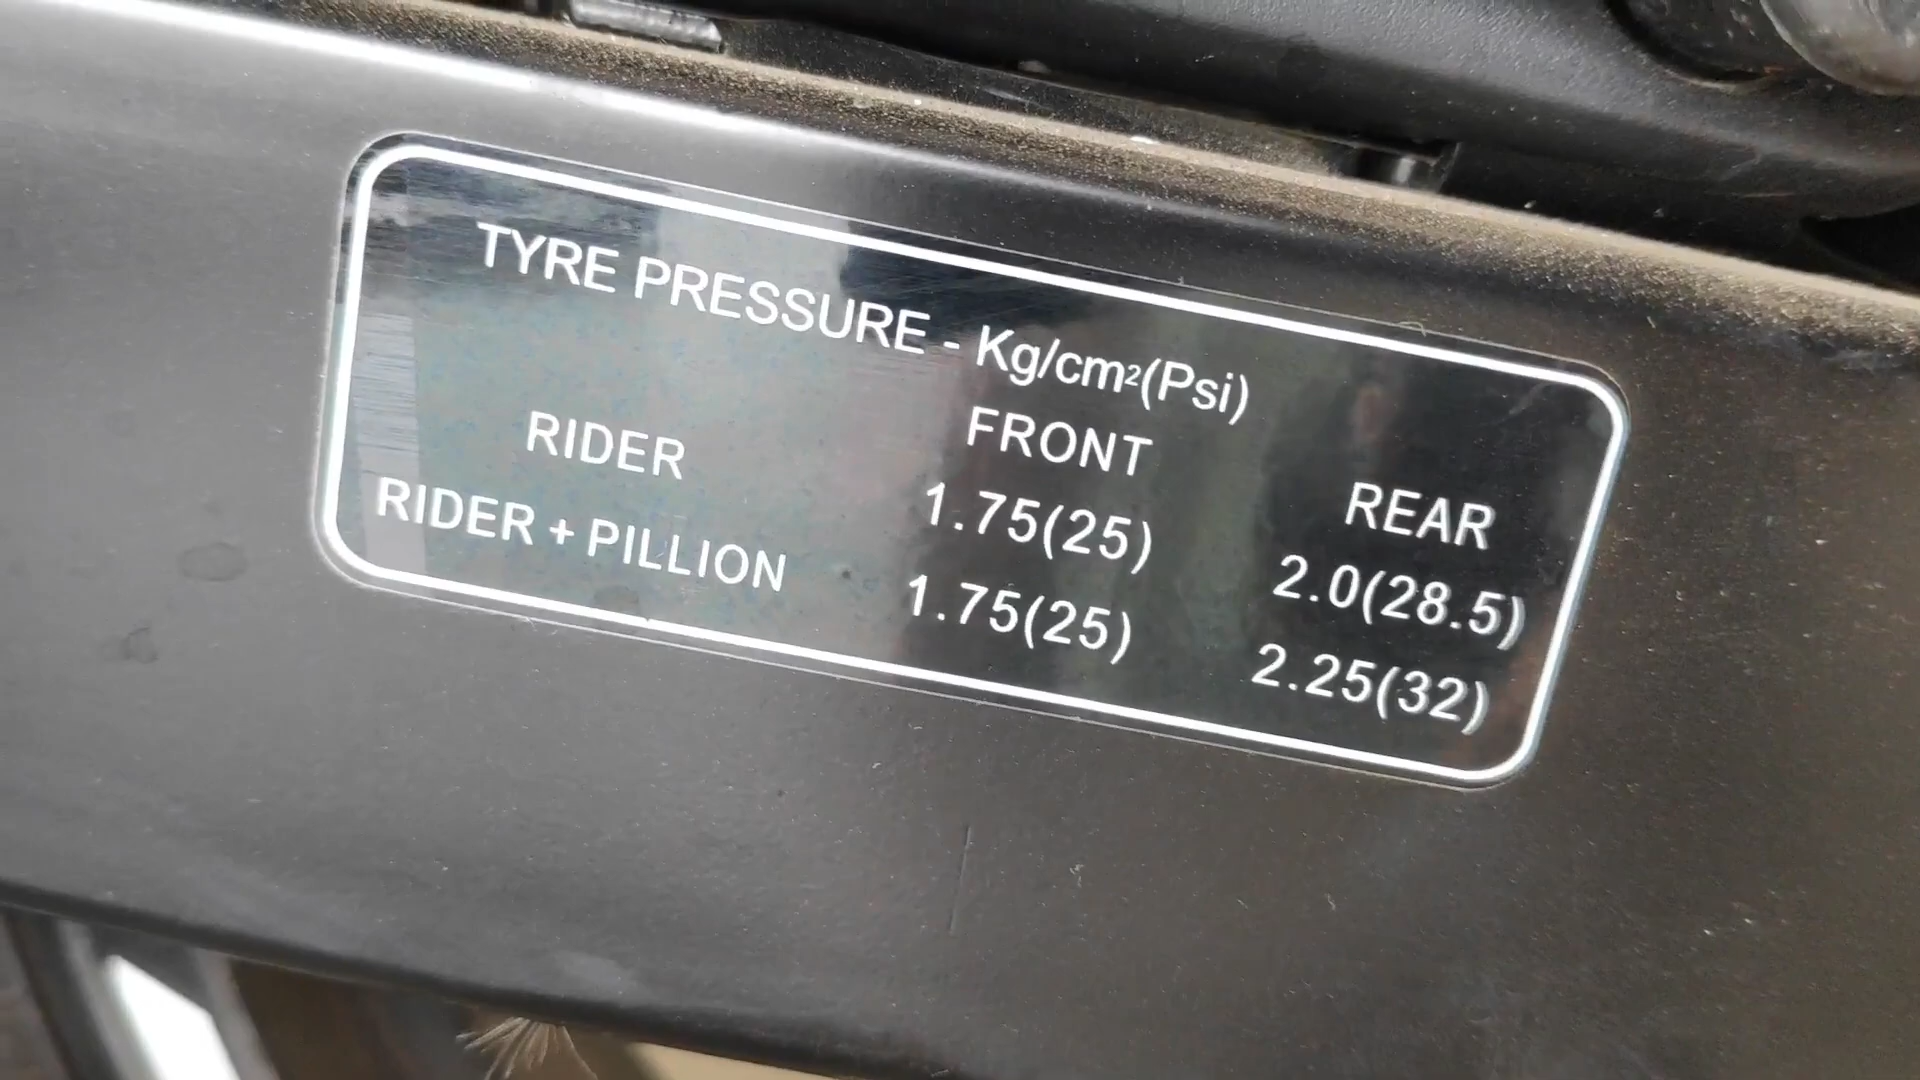 TYRE PRESSURE - Kg/cm²(Psi)
FRONT REAR
RIDER 1.75(25) 2.0(28.5)
RIDER + PILLION 1.75(25) 2.25(32)